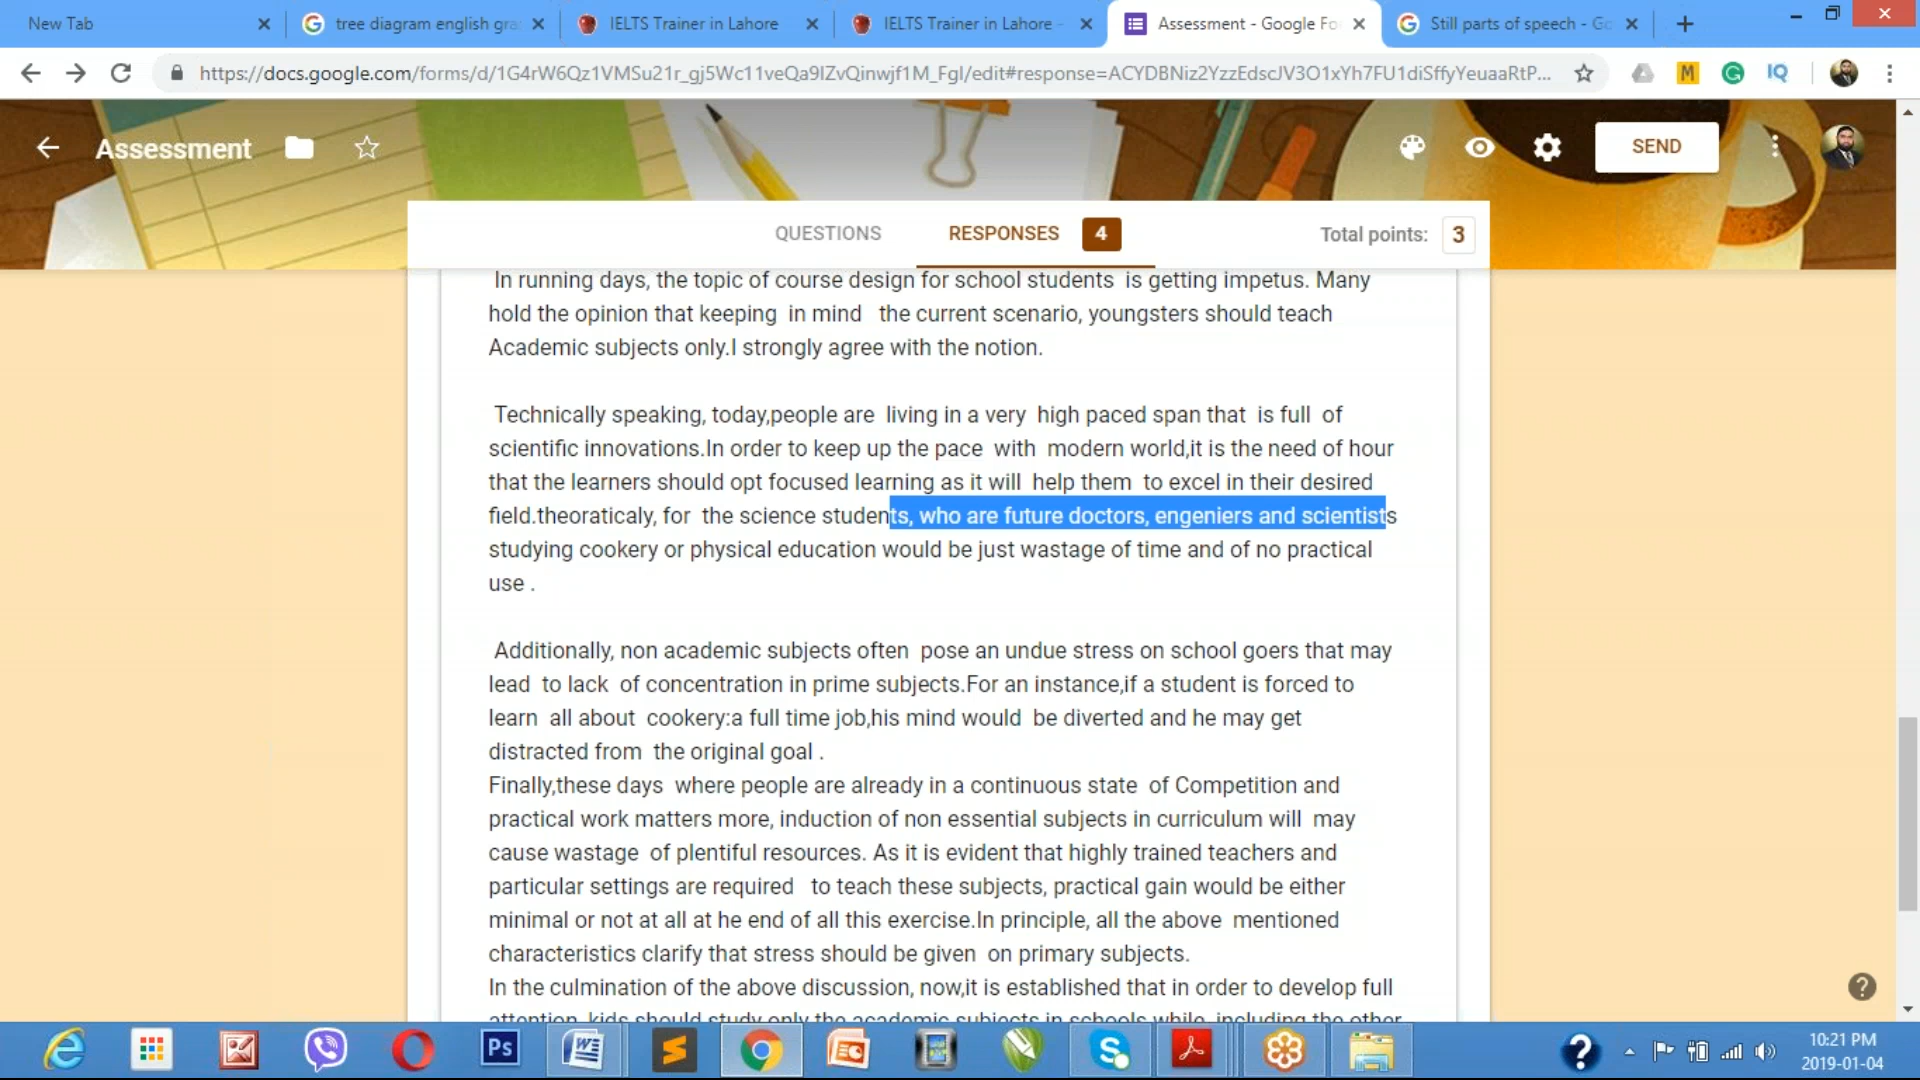 New Tab
tree diagram english gra
IELTS Trainer in Lahore
IELTS Trainer in Lahore -
Assessment - Google Fo
Still parts of speech - Go
https://docs.google.com/forms/d/1G4rW6Qz1VMSu21r_gj5Wc11veQa9IZvQinwjf1M_FgI/edit#response=ACYDBNiz2YzzEdscJV3O1xYh7FU1diSffyYeuaaRtP...
M
IQ
Assessment
SEND
QUESTIONS
RESPONSES 4
Total points: 3
In running days, the topic of course design for school students is getting impetus. Many
hold the opinion that keeping in mind the current scenario, youngsters should teach
Academic subjects only.I strongly agree with the notion.
Technically speaking, today,people are living in a very high paced span that is full of
scientific innovations.In order to keep up the pace with modern world,it is the need of hour
that the learners should opt focused learning as it will help them to excel in their desired
field.theoraticaly, for the science students, who are future doctors, engeniers and scientists
studying cookery or physical education would be just wastage of time and of no practical
use .
Additionally, non academic subjects often pose an undue stress on school goers that may
lead to lack of concentration in prime subjects.For an instance,if a student is forced to
learn all about cookery:a full time job,his mind would be diverted and he may get
distracted from the original goal .
Finally,these days where people are already in a continuous state of Competition and
practical work matters more, induction of non essential subjects in curriculum will may
cause wastage of plentiful resources. As it is evident that highly trained teachers and
particular settings are required to teach these subjects, practical gain would be either
minimal or not at all at he end of all this exercise.In principle, all the above mentioned
characteristics clarify that stress should be given on primary subjects.
In the culmination of the above discussion, now,it is established that in order to develop full
attention, kids should study only the academic subjects in schools while including the other
Ps
10:21 PM
2019-01-04